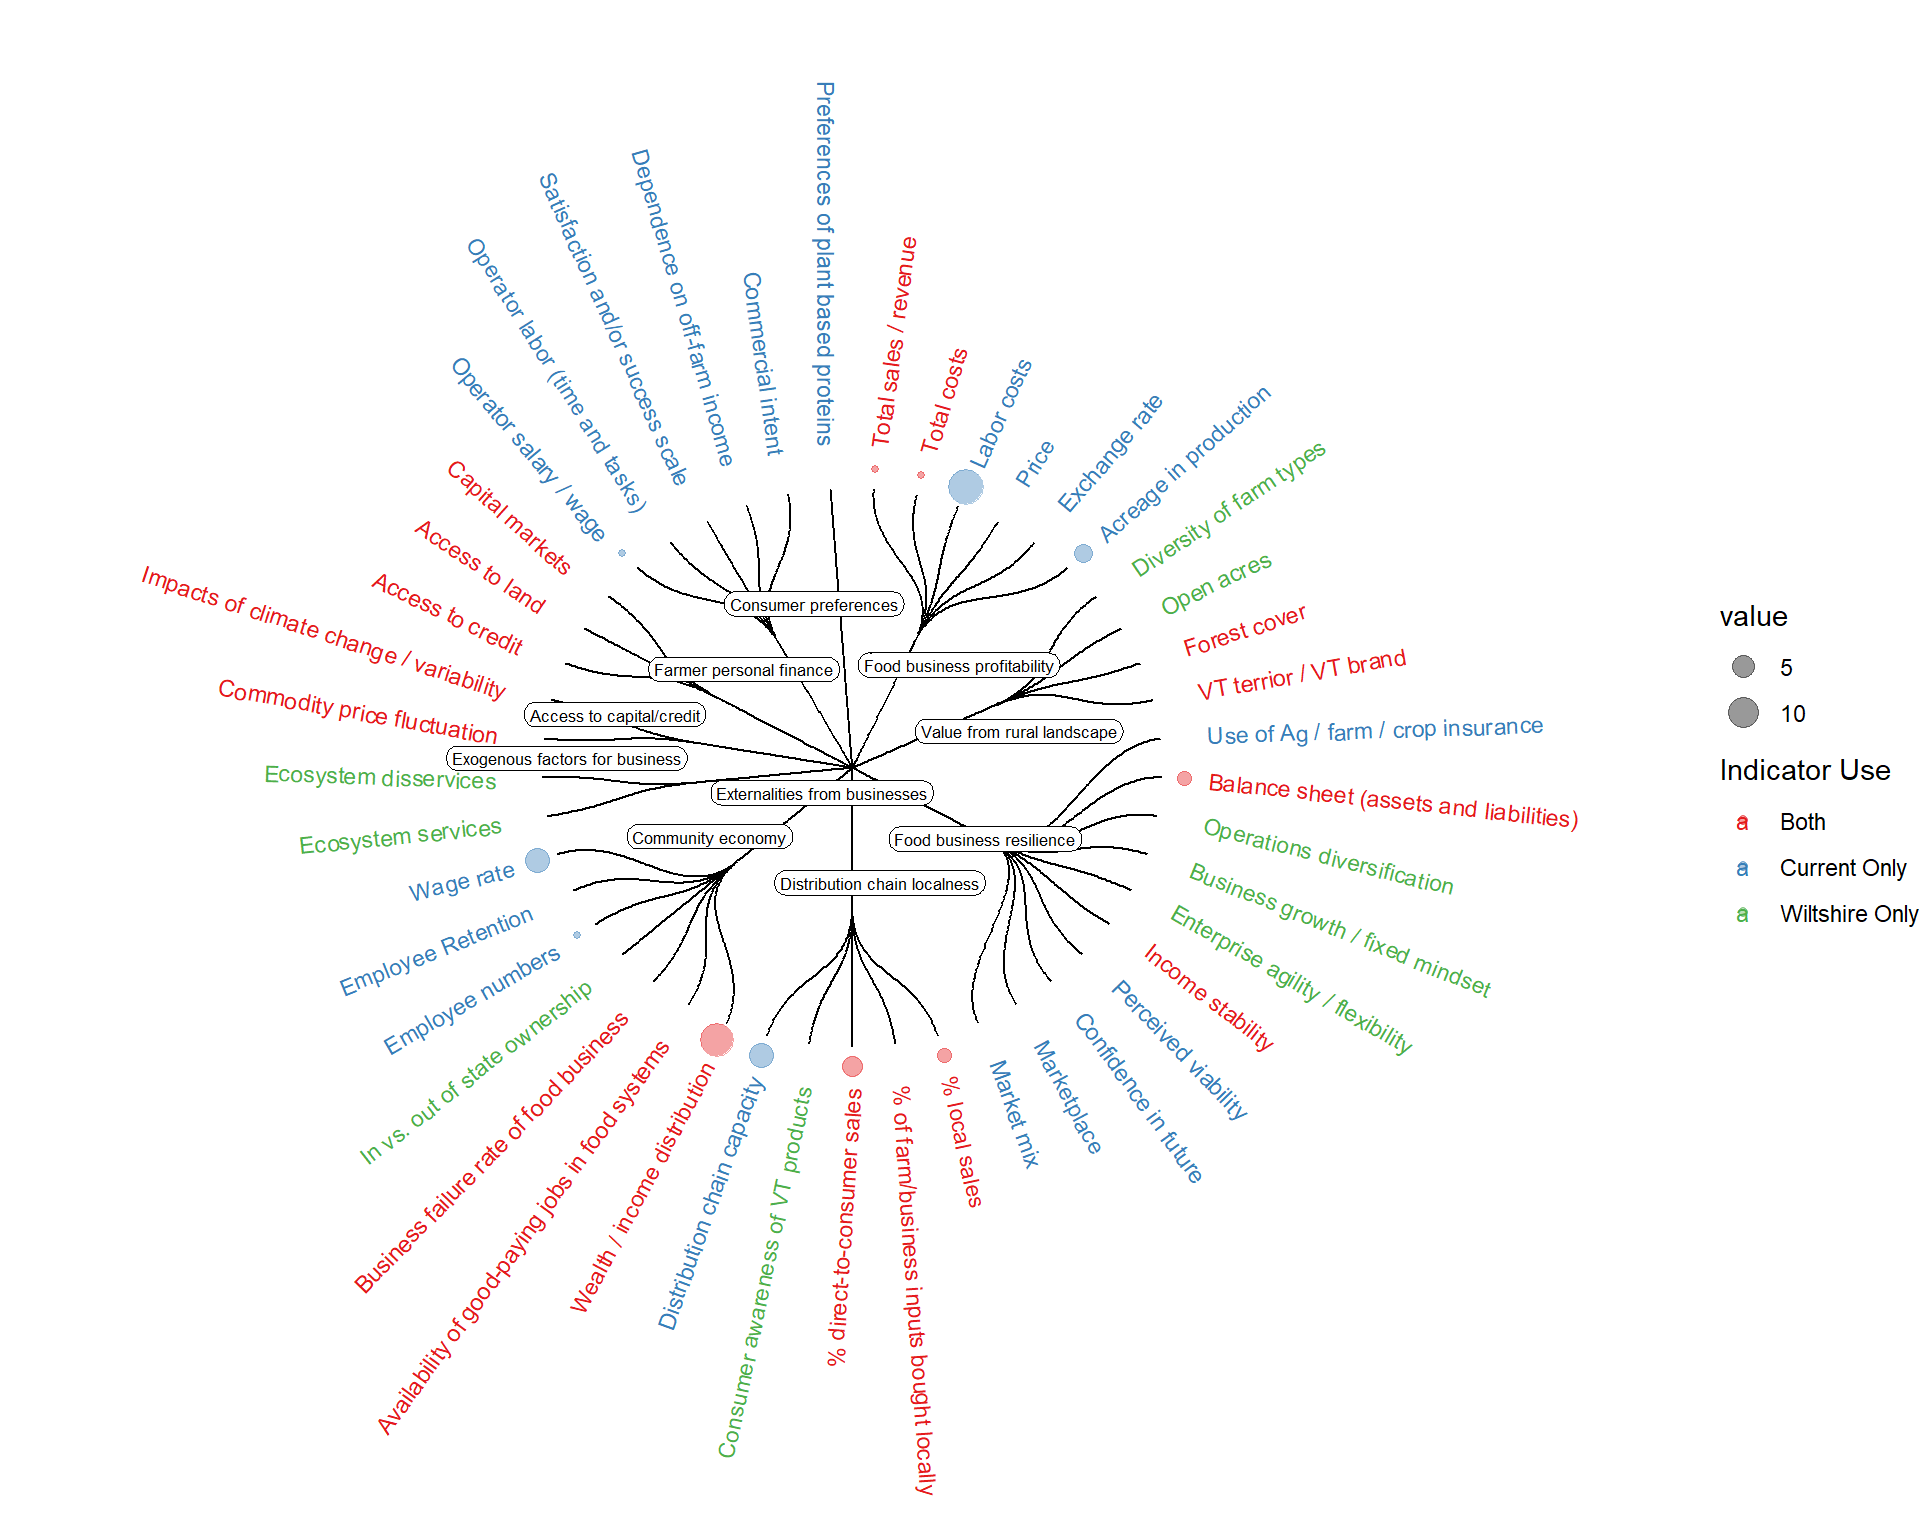 Preferences of plant based proteins
Total sales / revenue
Total costs
Labor costs
Price
Exchange rate
Acreage in production
Diversity of farm types
Open acres
Forest cover
VT terrior / VT brand
Use of Ag / farm / crop insurance
Balance sheet (assets and liabilities)
Operations diversification
Business growth / fixed mindset
Enterprise agility / flexibility
Income stability
Perceived viability
Confidence in future
Marketplace
Market mix
% local sales
% of farm/business inputs bought locally
% direct-to-consumer sales
Consumer awareness of VT products
Distribution chain capacity
Wealth / income distribution
Availability of good-paying jobs in food systems
Business failure rate of food business
In vs. out of state ownership
Employee numbers
Employee Retention
Wage rate
Ecosystem services
Ecosystem disservices
Commodity price fluctuation
Impacts of climate change / variability
Access to credit
Access to land
Capital markets
Operator salary / wage
Operator labor (time and tasks)
Satisfaction and/or success scale
Dependence on off-farm income
Commercial intent
Consumer preferences
Farmer personal finance
Food business profitability
Access to capital/credit
Value from rural landscape
Exogenous factors for business
Externalities from businesses
Community economy
Food business resilience
Distribution chain localness
value
5
10
Indicator Use
a Both
a Current Only
a Wiltshire Only